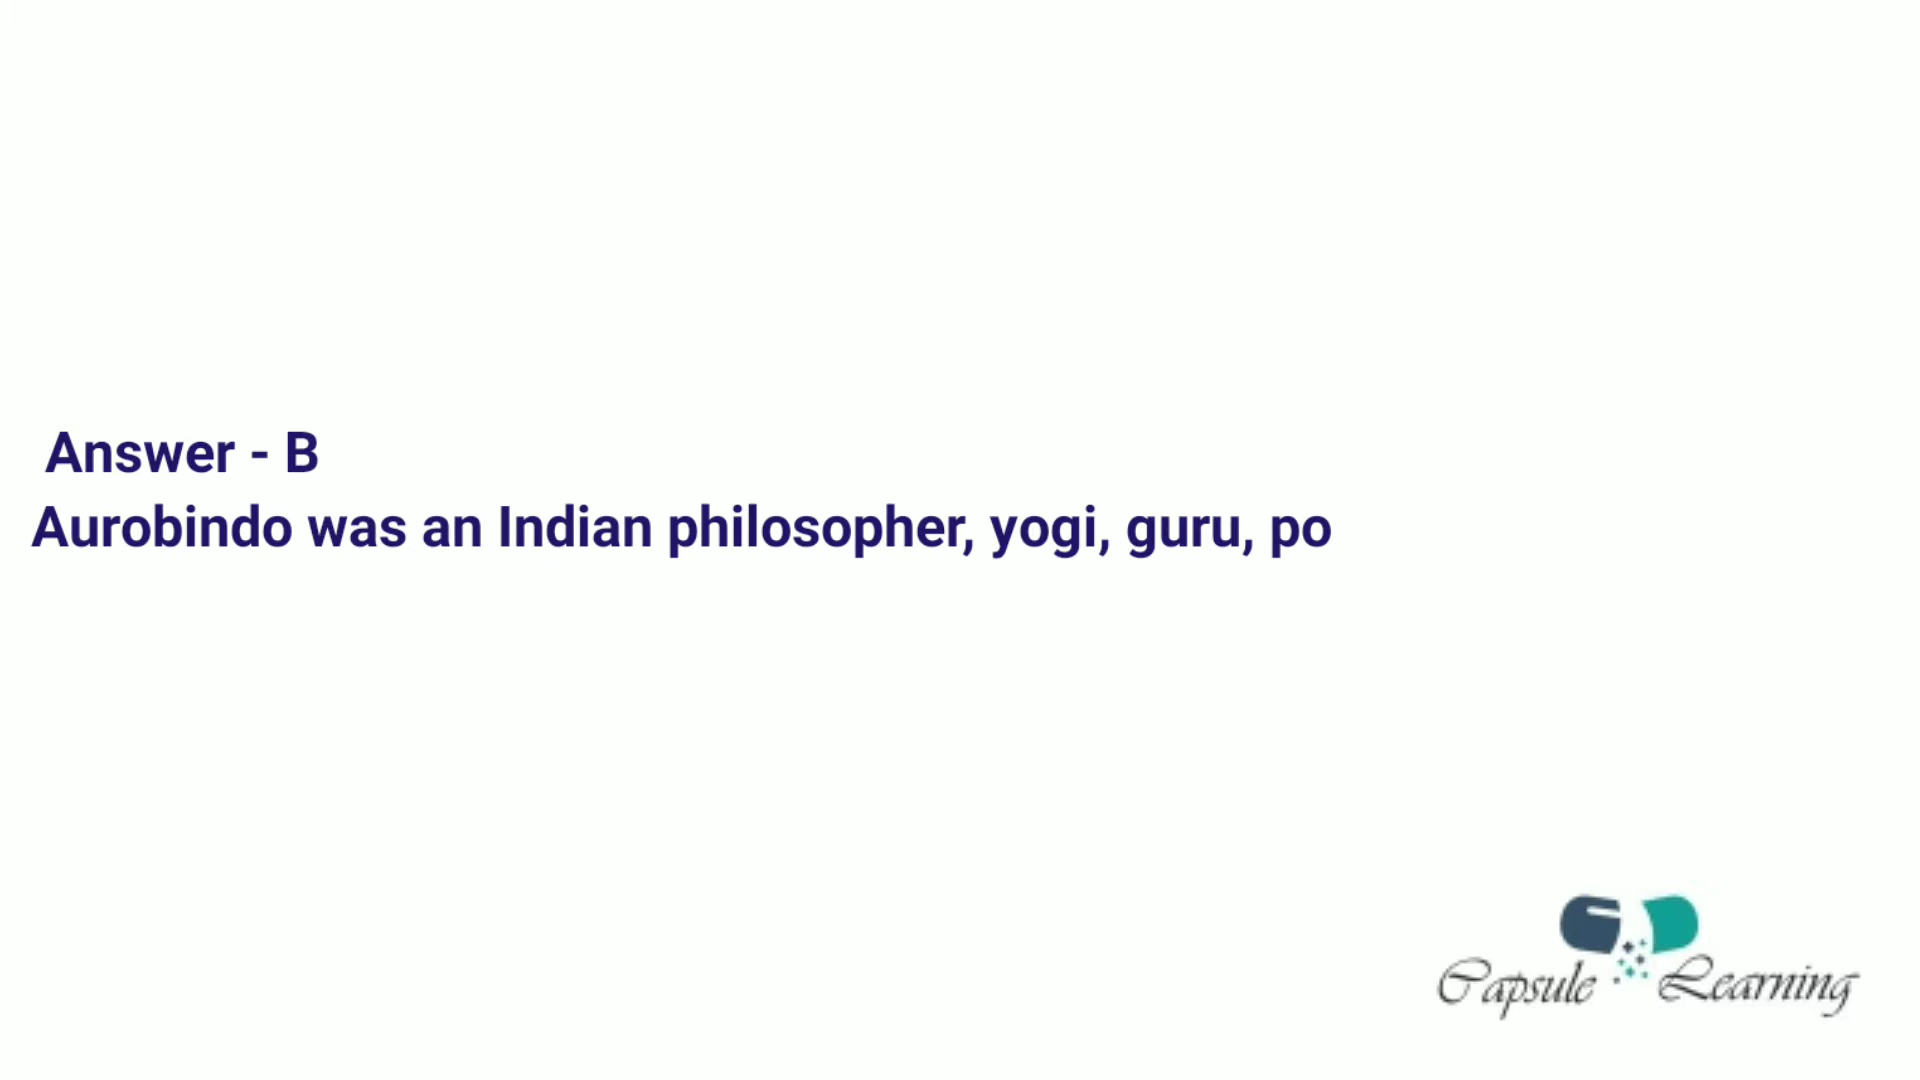 Answer - B
Aurobindo was an Indian philosopher, yogi, guru, po
Capsule Learning